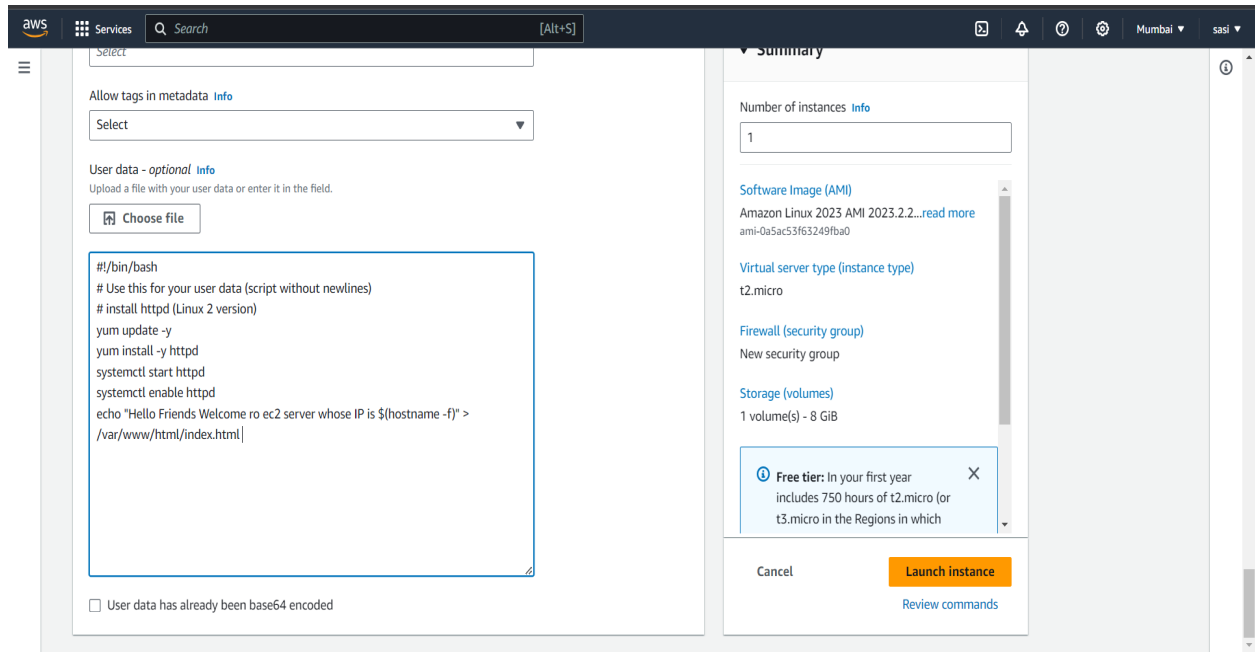 aws
Services
Search
[Alt+S]
Mumbai
sasi
Select
Allow tags in metadata Info
Select
User data - optional Info
Upload a file with your user data or enter it in the field.
Choose file
#!/bin/bash
# Use this for your user data (script without newlines)
# install httpd (Linux 2 version)
yum update -y
yum install -y httpd
systemctl start httpd
systemctl enable httpd
echo "Hello Friends Welcome ro ec2 server whose IP is $(hostname -f)" >
/var/www/html/index.html
User data has already been base64 encoded
Summary
Number of instances Info
1
Software Image (AMI)
Amazon Linux 2023 AMI 2023.2.2...read more
ami-0a5ac53f63249fba0
Virtual server type (instance type)
t2.micro
Firewall (security group)
New security group
Storage (volumes)
1 volume(s) - 8 GiB
Free tier: In your first year
includes 750 hours of t2.micro (or
t3.micro in the Regions in which
Cancel
Launch instance
Review commands